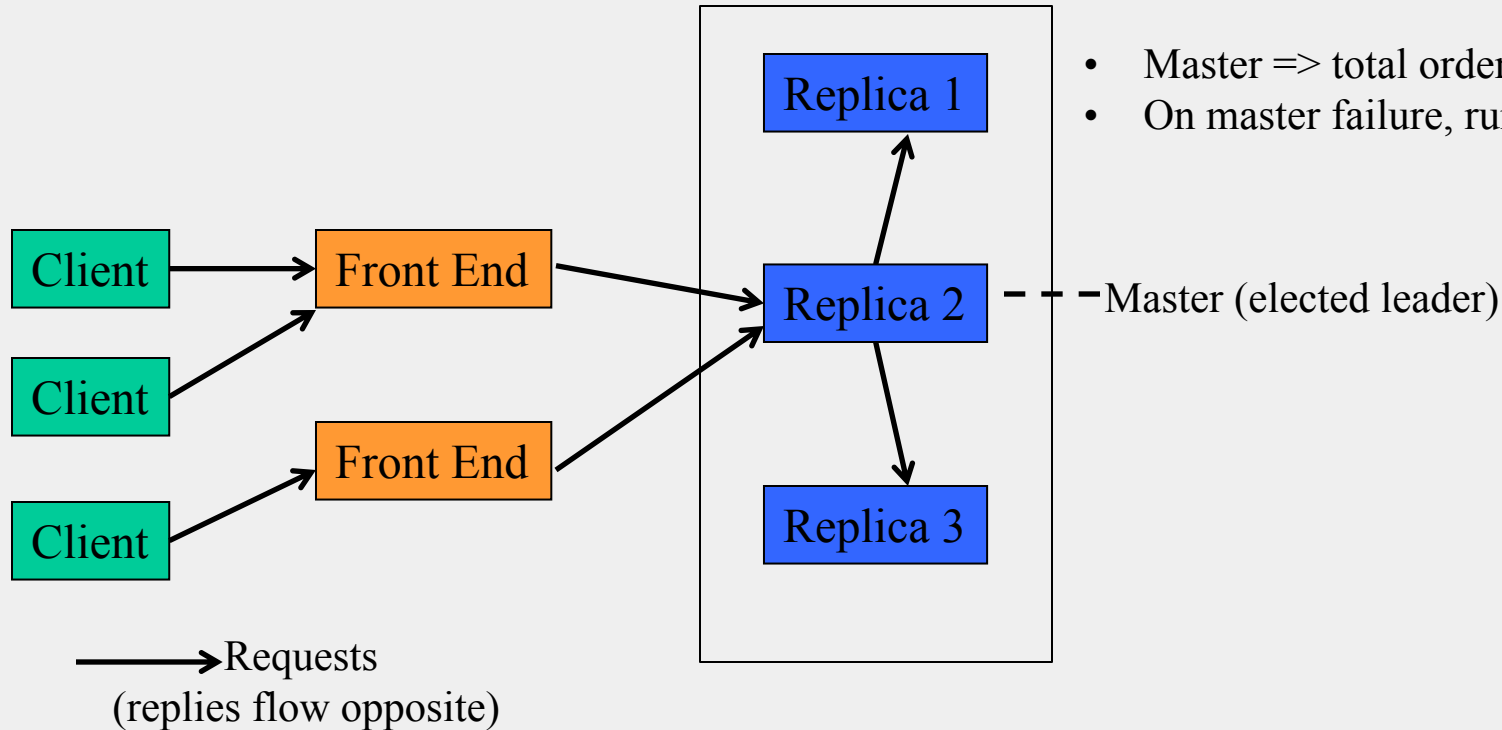 Replica 1
• Master => total order
• On master failure, ru
Client
Front End
Replica 2
Master (elected leader)
Client
Front End
Client
Replica 3
Requests
(replies flow opposite)